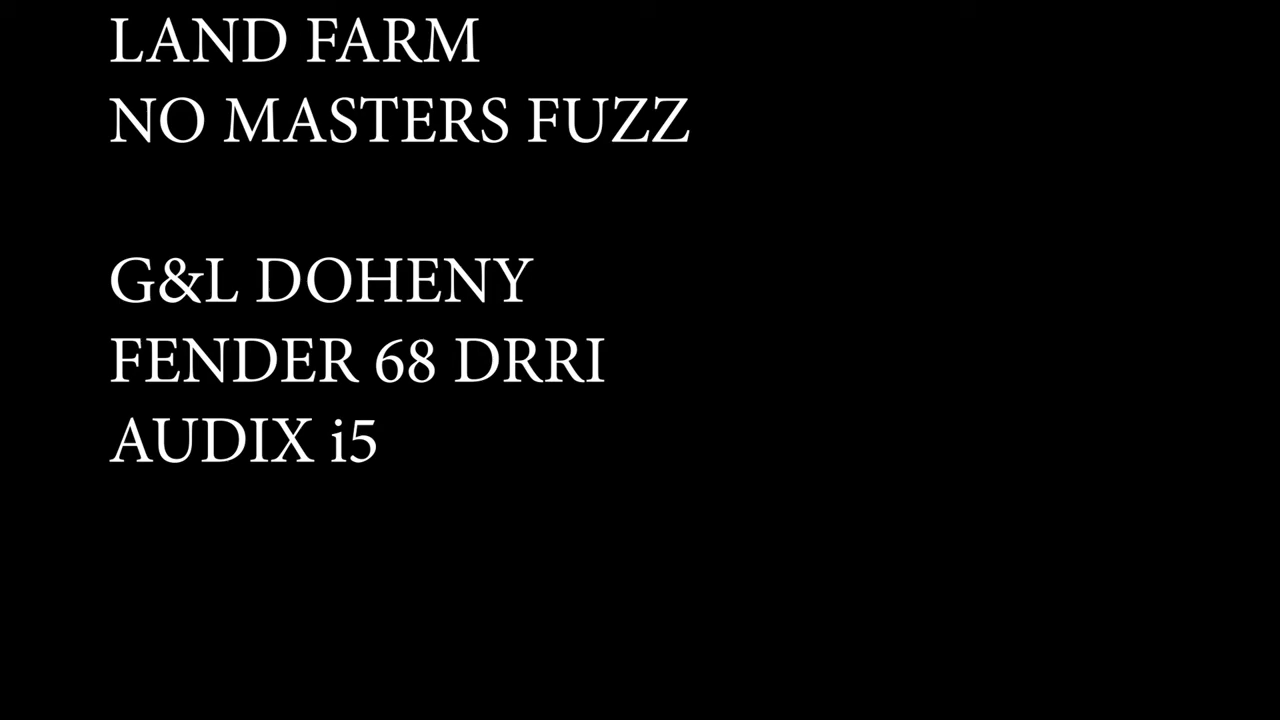 LAND FARM
NO MASTERS FUZZ
G&L DOHENY
FENDER 68 DRRI
AUDIX i5